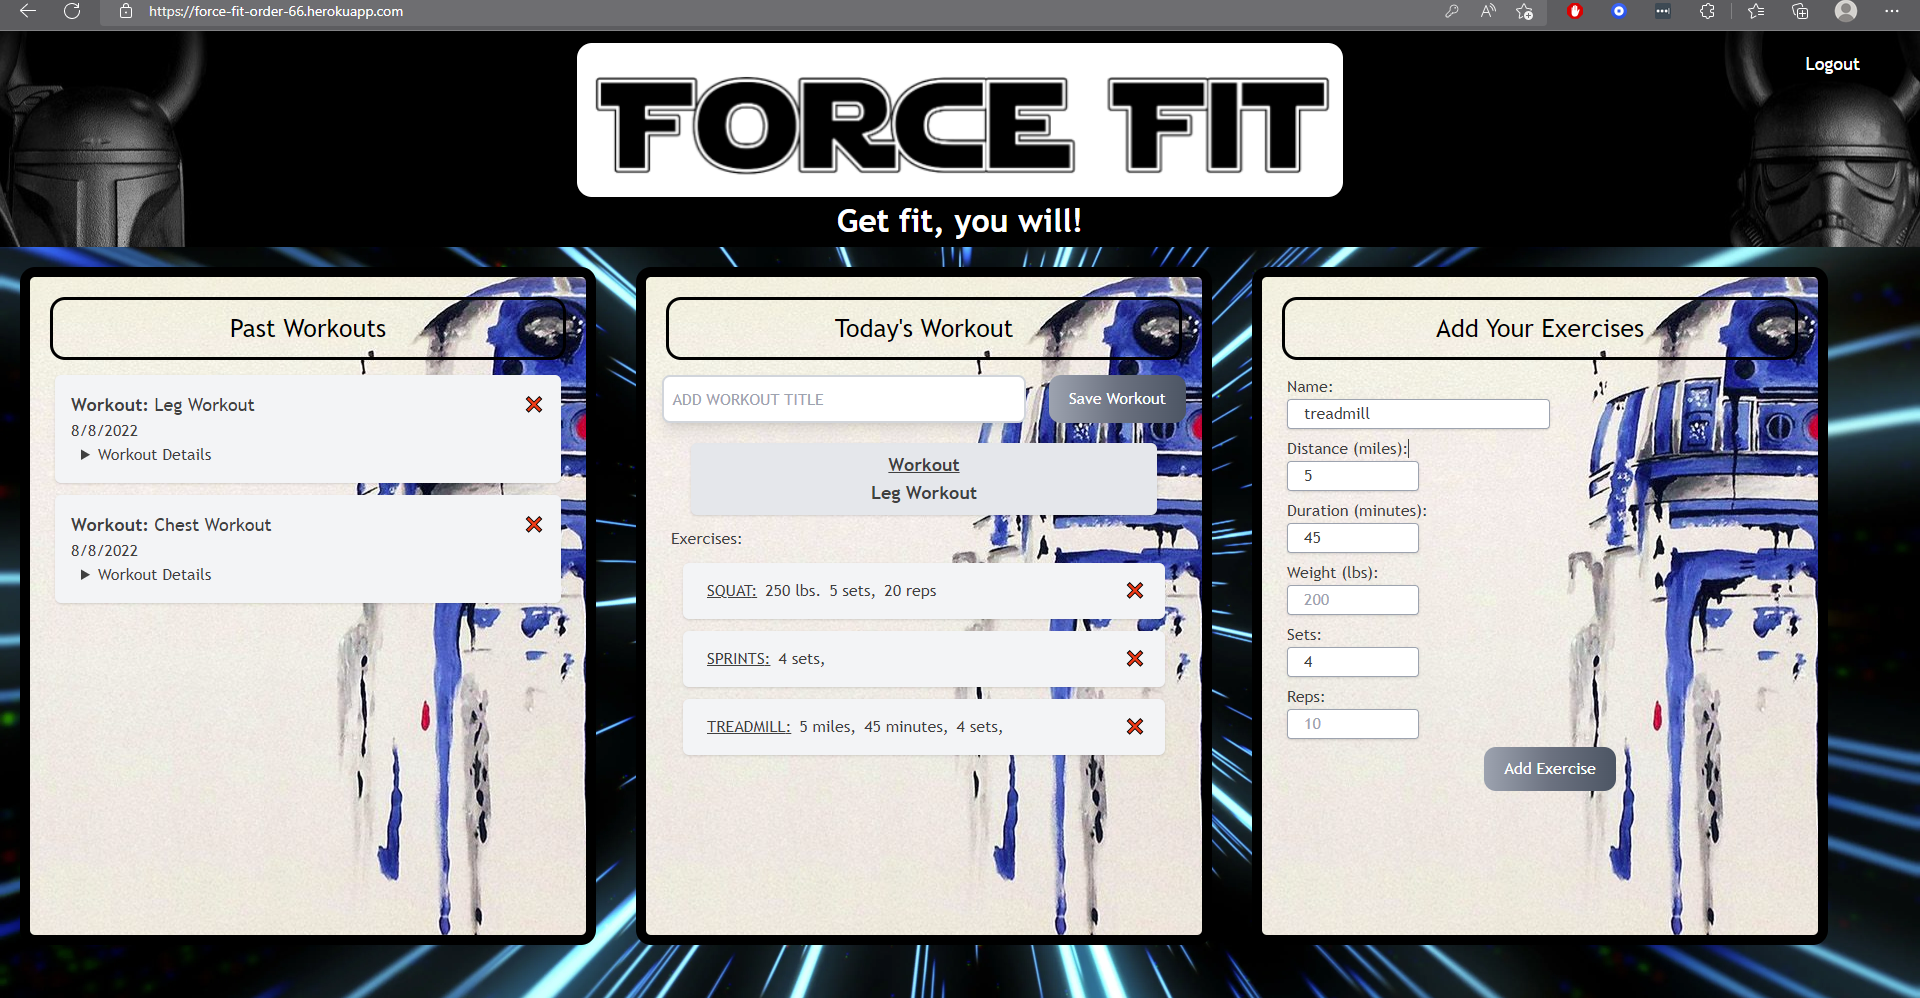 https://force-fit-order-66.herokuapp.com
Logout
FORCE FIT
Get fit, you will!
Past Workouts
Workout: Leg Workout
8/8/2022
Workout Details
Workout: Chest Workout
8/8/2022
Workout Details
Today's Workout
ADD WORKOUT TITLE
Save Workout
Workout
Leg Workout
Exercises:
SQUAT: 250 lbs. 5 sets, 20 reps
SPRINTS: 4 sets,
TREADMILL: 5 miles, 45 minutes, 4 sets,
Add Your Exercises
Name:
treadmill
Distance (miles):
5
Duration (minutes):
45
Weight (lbs):
200
Sets:
4
Reps:
10
Add Exercise